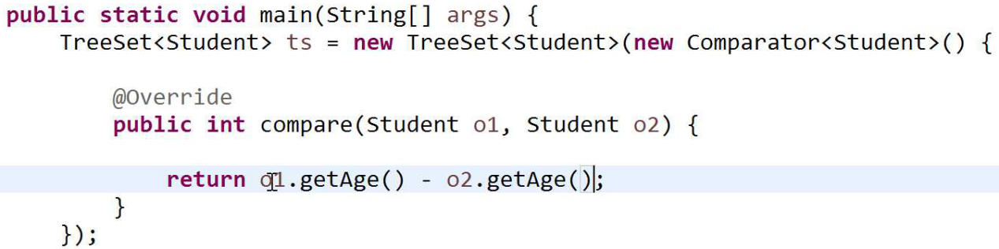 public static void main(String[] args) {
    TreeSet<Student> ts = new TreeSet<Student>(new Comparator<Student>() {
        @Override
        public int compare(Student o1, Student o2) {
            return o1.getAge() - o2.getAge();
        }
    });